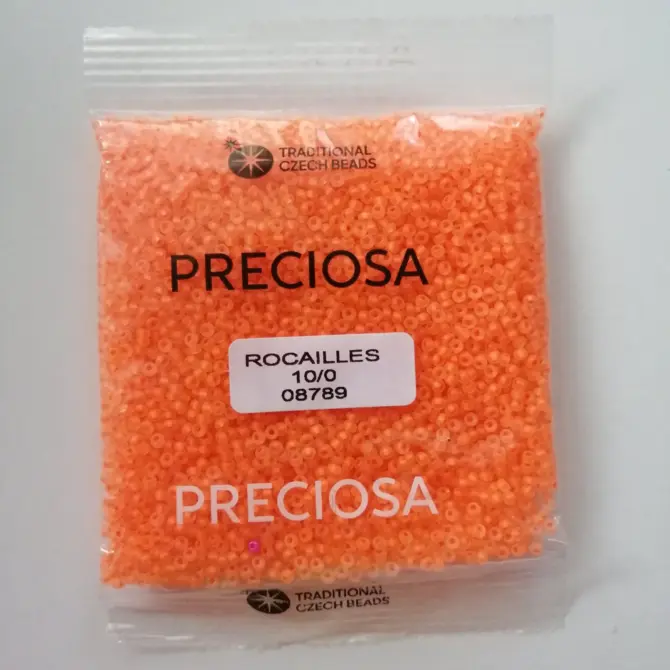 TRADITIONAL
CZECH BEADS
PRECIOSA
ROCAILLES
10/0
08789
PRECIOSA
TRADITIONAL
CZECH BEADS